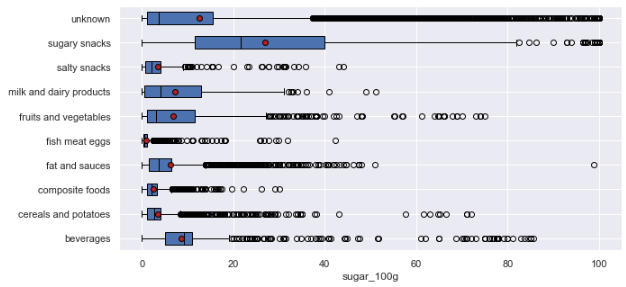 unknown
sugary snacks
salty snacks
milk and dairy products
fruits and vegetables
fish meat eggs
fat and sauces
composite foods
cereals and potatoes
beverages
0 20 40 60 80 100
sugar_100g